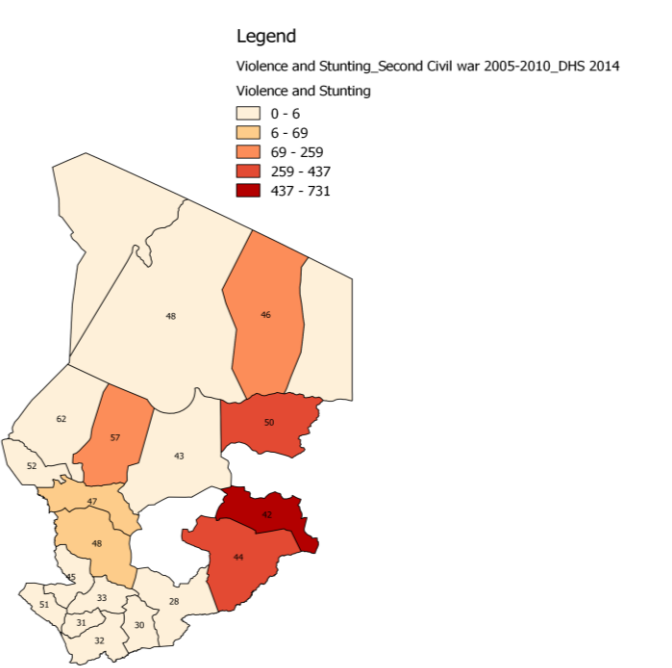 Legend
Violence and Stunting_Second Civil war 2005-2010_DHS 2014
Violence and Stunting
0 - 6
6 - 69
69 - 259
259 - 437
437 - 731
48
46
62
57
50
43
52
47
42
48
44
45
33
28
51
31
30
32